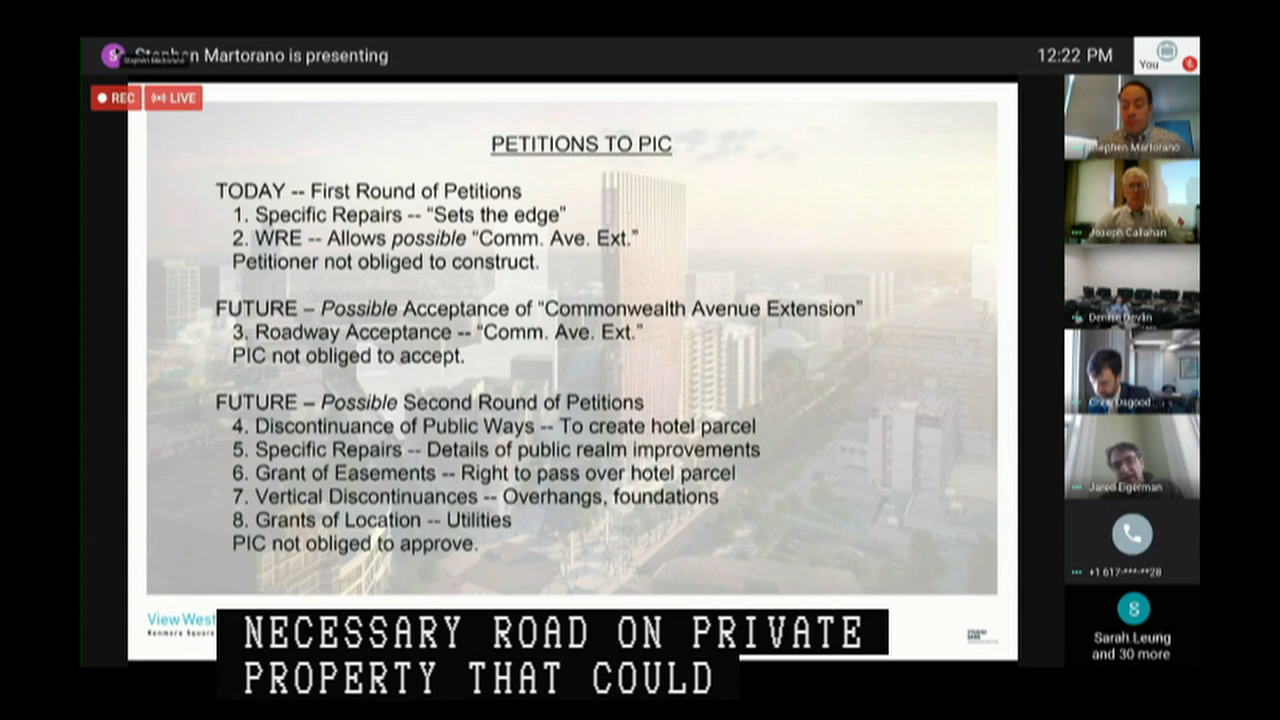 Stephen Martorano is presenting
12:22 PM
You
REC
LIVE
PETITIONS TO PIC
TODAY -- First Round of Petitions
1. Specific Repairs -- “Sets the edge”
2. WRE -- Allows possible “Comm. Ave. Ext.”
Petitioner not obliged to construct.
FUTURE – Possible Acceptance of “Commonwealth Avenue Extension”
3. Roadway Acceptance -- “Comm. Ave. Ext.”
PIC not obliged to accept.
FUTURE – Possible Second Round of Petitions
4. Discontinuance of Public Ways -- To create hotel parcel
5. Specific Repairs -- Details of public realm improvements
6. Grant of Easements -- Right to pass over hotel parcel
7. Vertical Discontinuances -- Overhangs, foundations
8. Grants of Location -- Utilities
PIC not obliged to approve.
View West
Kenmore Square
NECESSARY ROAD ON PRIVATE
PROPERTY THAT COULD
Stephen Martorano
Joseph Callahan
Denise Devlin
Chris Osgood
Jared Eigerman
+1 617-***-**28
S
Sarah Leung
and 30 more